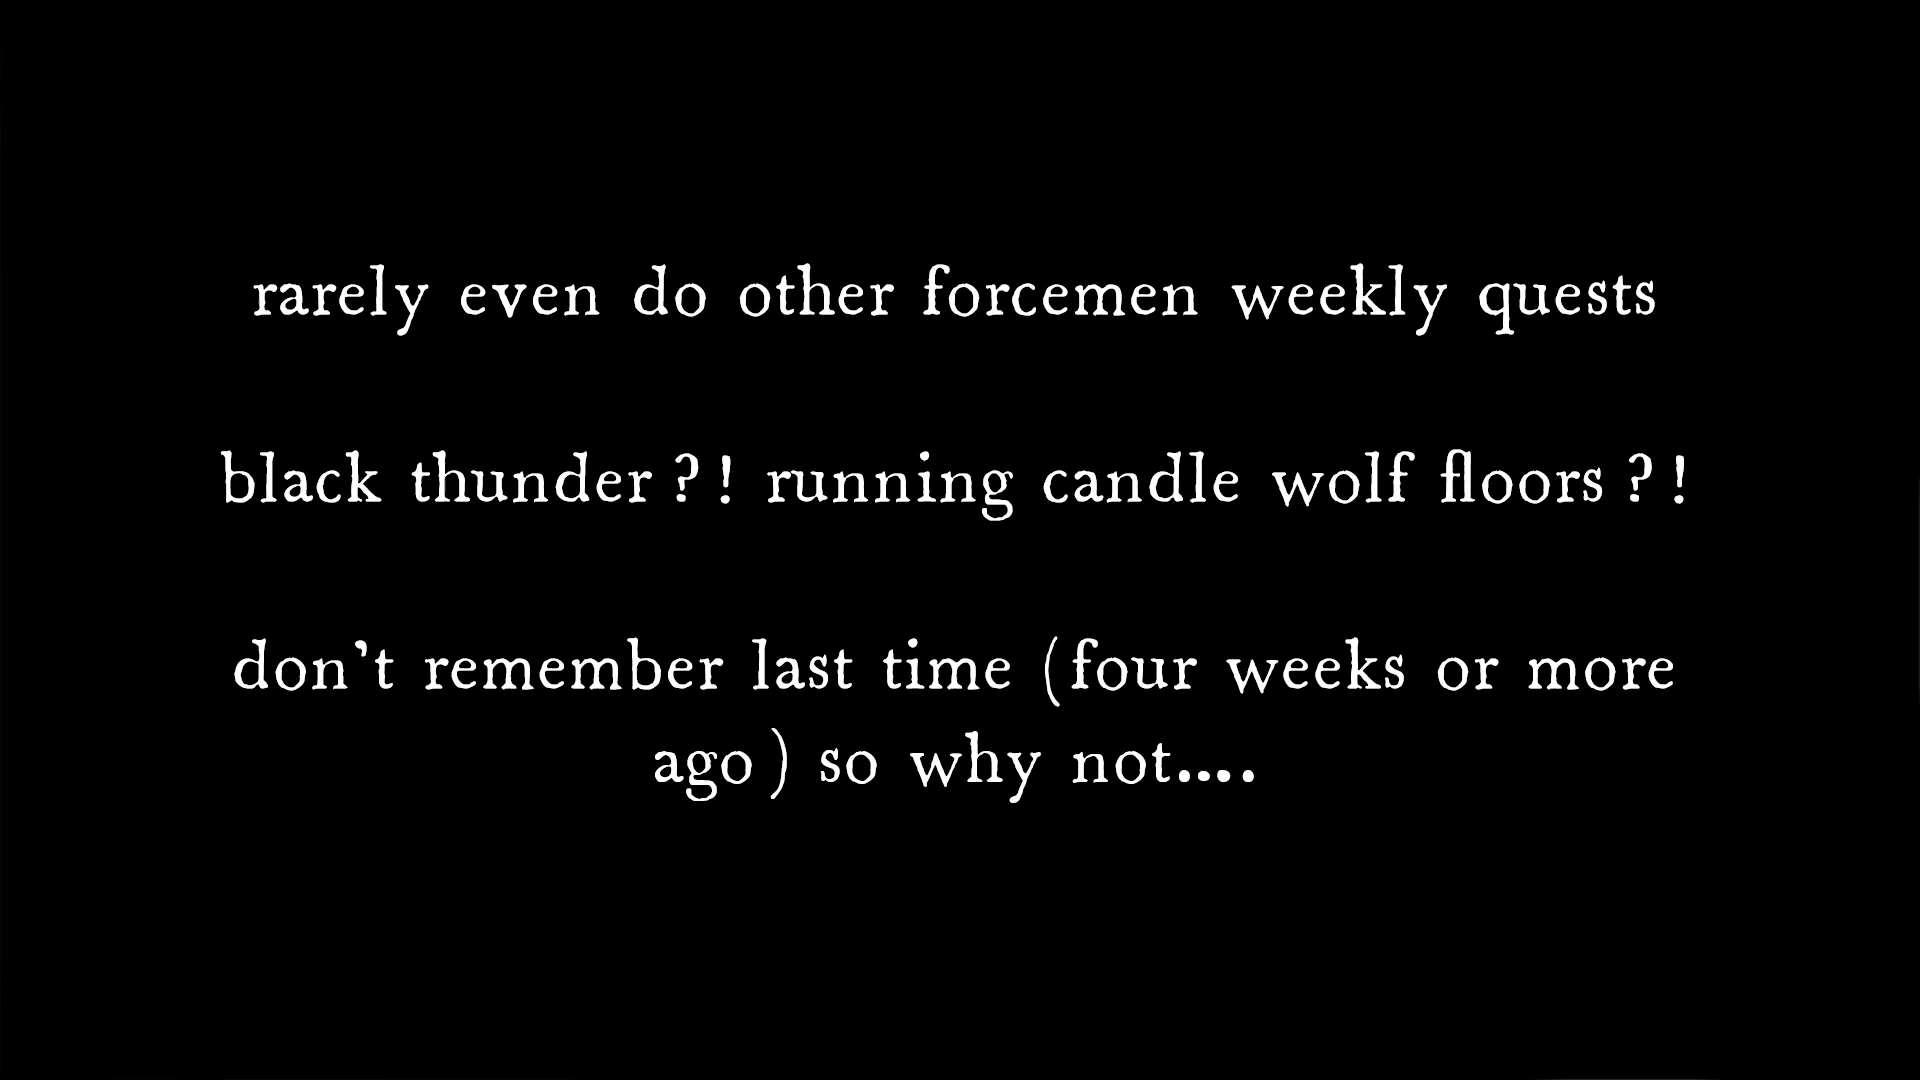 rarely even do other forcemen weekly quests
black thunder?! running candle wolf floors?!
don't remember last time (four weeks or more
ago) so why not....